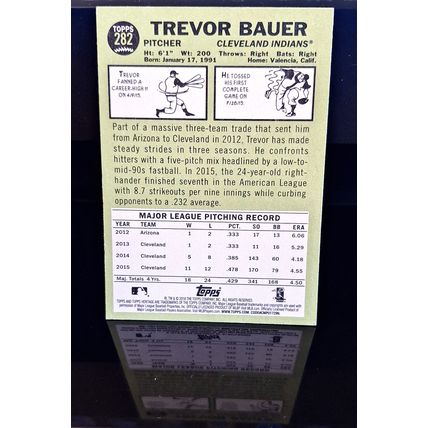 TOPPS
282
TREVOR BAUER
PITCHER CLEVELAND INDIANS®
Ht: 6'1" Wt: 200 Throws: Right Bats: Right
Born: January 17, 1991 Home: Valencia, Calif.
TREVOR
FANNED A
CAREER-HIGH 11
ON 4/9/15.
HE TOSSED
HIS FIRST
COMPLETE
GAME ON
7/26/15.
Part of a massive three-team trade that sent him
from Arizona to Cleveland in 2012, Trevor has made
steady strides in three seasons. He confronts
hitters with a five-pitch mix headlined by a low-to-
mid-90s fastball. In 2015, the 24-year-old right-
hander finished seventh in the American League
with 8.7 strikeouts per nine innings while curbing
opponents to a .232 average.
MAJOR LEAGUE PITCHING RECORD
YEAR TEAM W L PCT. SO BB ERA
2012 Arizona 1 2 .333 17 13 6.06
2013 Cleveland 1 2 .333 11 16 5.29
2014 Cleveland 5 8 .385 143 60 4.18
2015 Cleveland 11 12 .478 170 79 4.55
Maj. Totals 4 Yrs. 18 24 .429 341 168 4.50
Topps